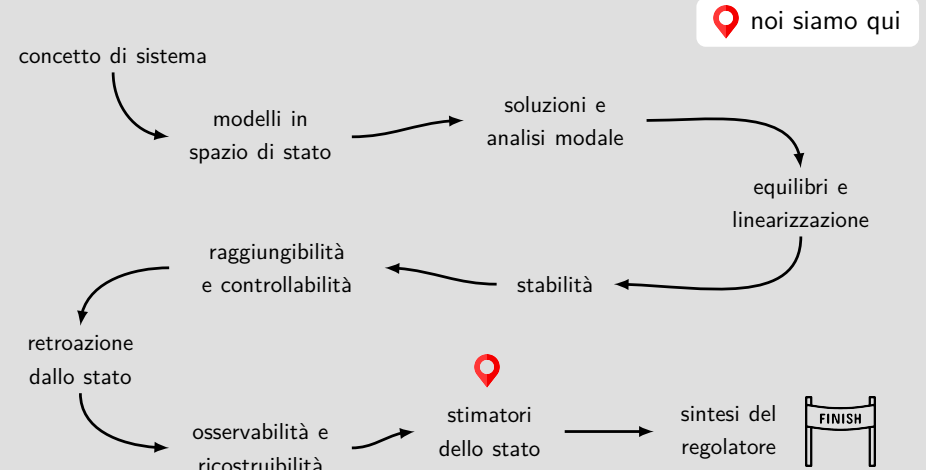 noi siamo qui
concetto di sistema
modelli in
spazio di stato
soluzioni e
analisi modale
equilibri e
linearizzazione
stabilità
raggiungibilità
e controllabilità
retroazione
dallo stato
osservabilità e
ricostruibilità
stimatori
dello stato
sintesi del
regolatore
FINISH